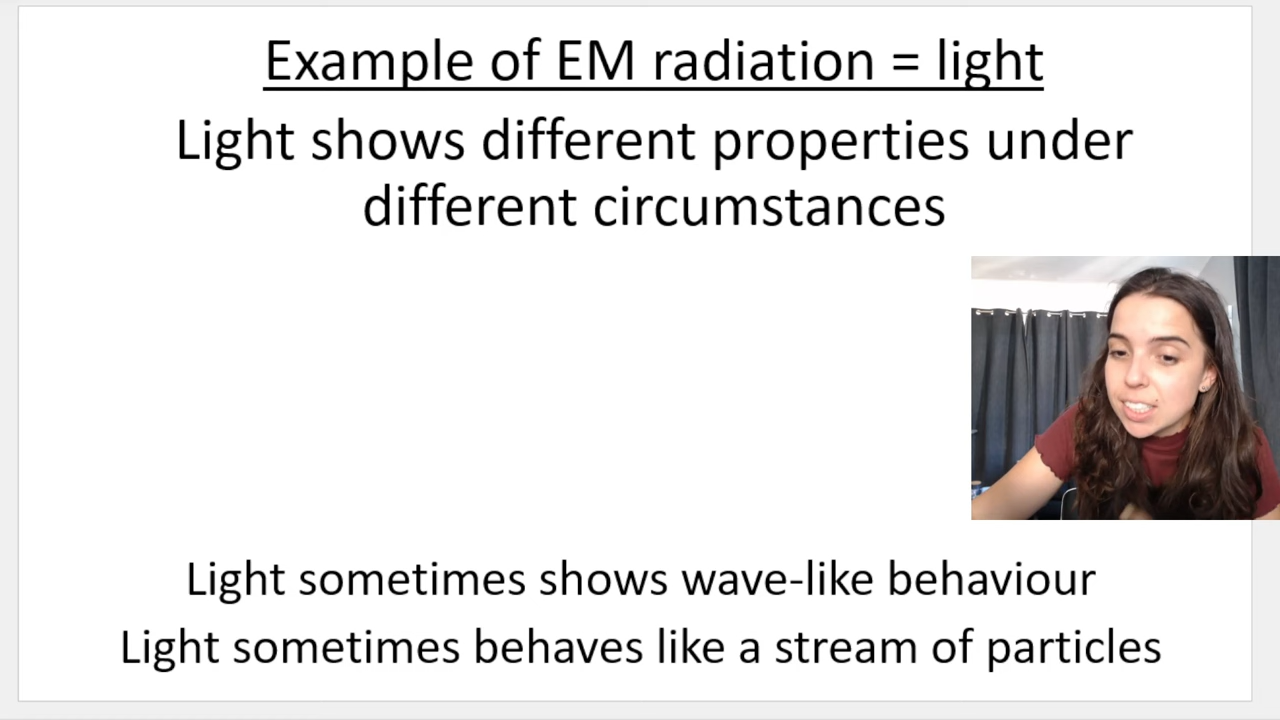 Example of EM radiation = light
Light shows different properties under
different circumstances
Light sometimes shows wave-like behaviour
Light sometimes behaves like a stream of particles